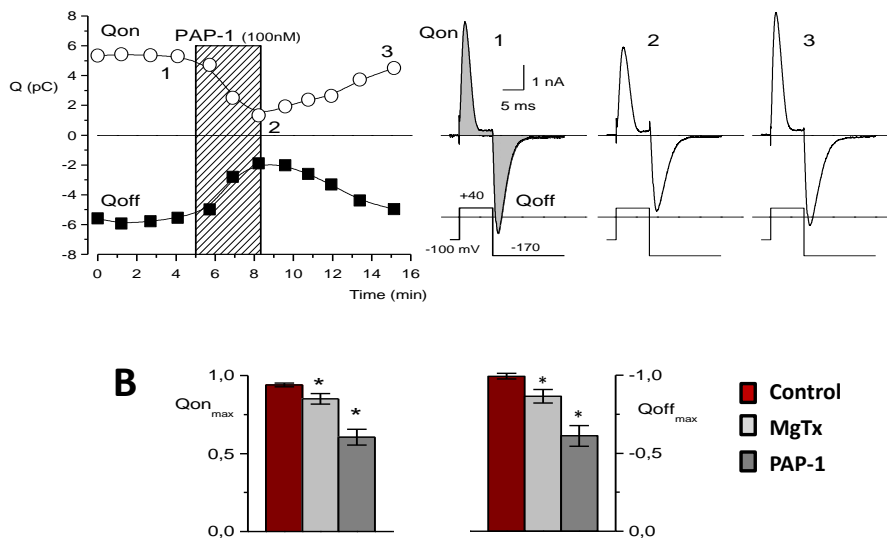 Qon
PAP-1 (100nM)
8
6
4
2
0
-2
-4
-6
-8
Q (pC)
1
2
3
Qoff
0 2 4 6 8 10 12 14 16
Time (min)
Qon
1
2
3
1 nA
5 ms
+40
Qoff
-100 mV
-170
B
1,0
0,5
0,0
Qon max
*
*
-1,0
-0,5
0,0
Qoff max
*
*
Control
MgTx
PAP-1